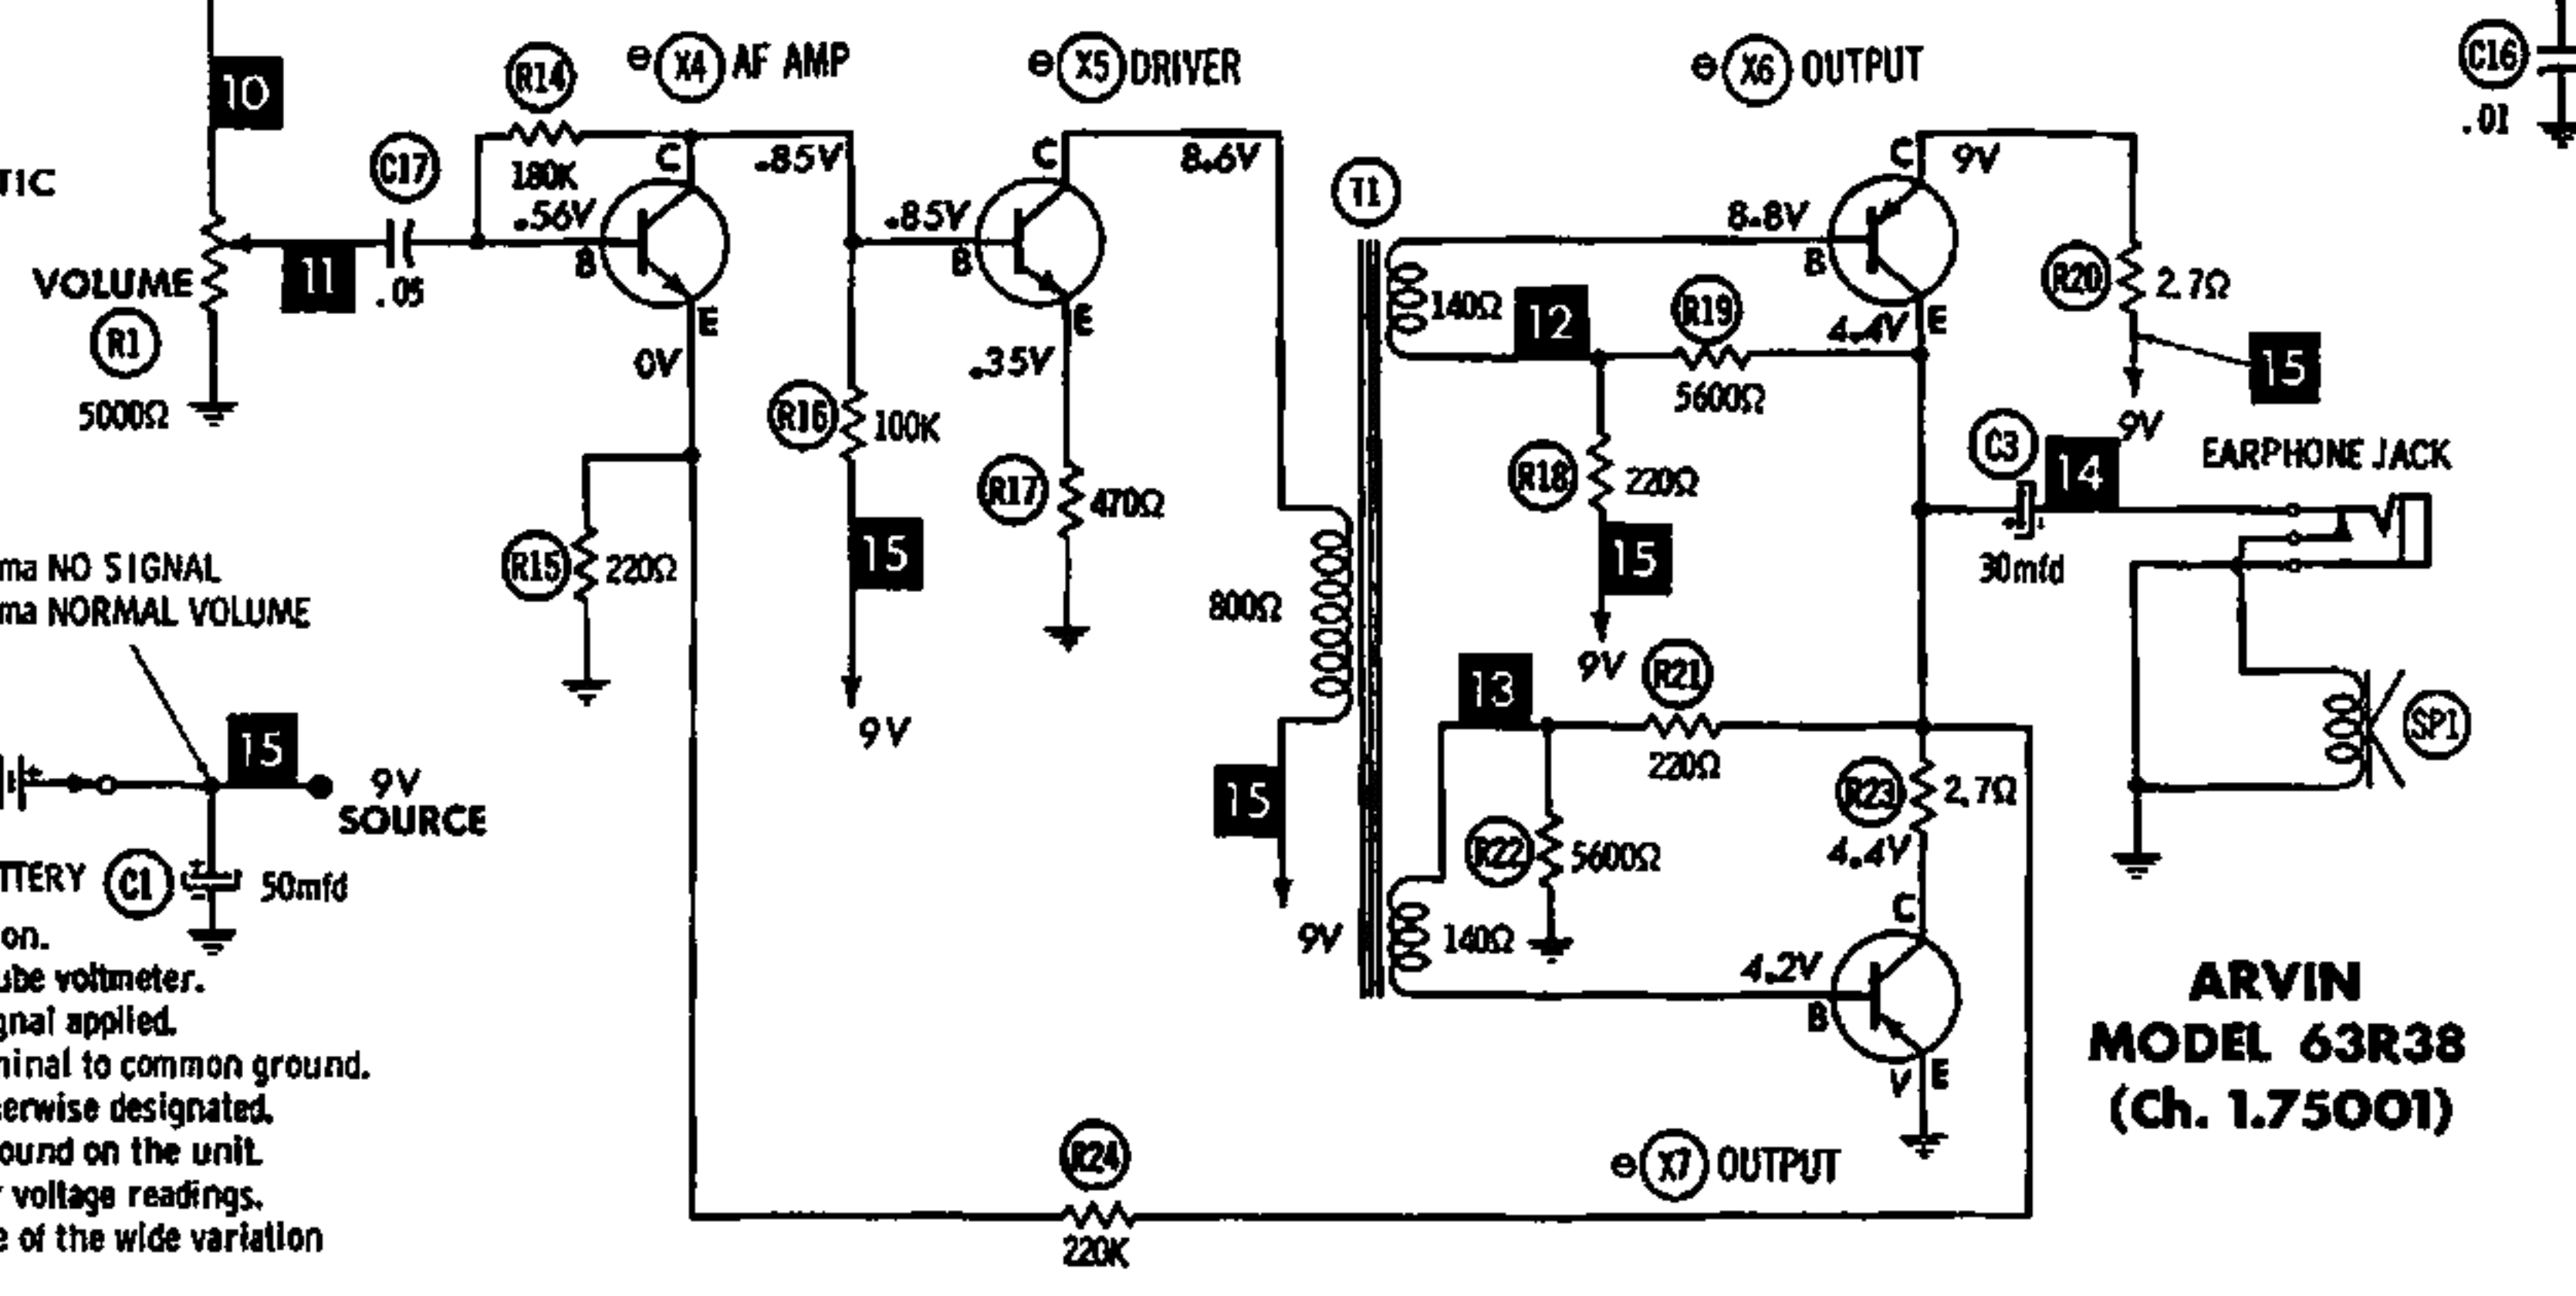 10
R14
X4 AF AMP
X5 DRIVER
X6 OUTPUT
C16
.01
TIC
C17
180K
C
.85V
C
8.6V
T1
C
9V
.56V
.85V
8.8V
VOLUME
11
.05
B
B
B
R1
E
E
140Ω
12
R19
4.4V
E
R20
2.7Ω
0V
.35V
15
5000Ω
R16
100K
5600Ω
9V
C3
14
EARPHONE JACK
R17
470Ω
R18
220Ω
30mfd
ma NO SIGNAL
R15
220Ω
15
15
ma NORMAL VOLUME
800Ω
9V
R21
13
220Ω
SP1
15
9V
SOURCE
9V
15
R23
2.7Ω
R22
5600Ω
4.4V
TTERY
C1
50mfd
C
on.
9V
140Ω
ube voltmeter.
4.2V
ARVIN
gnal applied.
B
MODEL 63R38
minal to common ground.
V
E
(Ch. 1.75001)
erwise designated.
ound on the unit.
R24
X7 OUTPUT
voltage readings.
e of the wide variation
220K